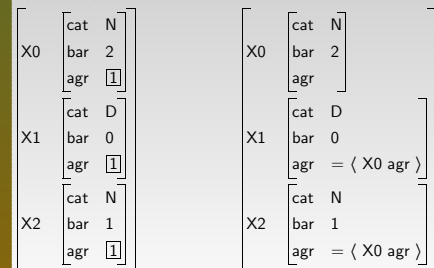 cat N
X0 bar 2
agr 1
cat D
X1 bar 0
agr 1
cat N
X2 bar 1
agr 1
cat N
X0 bar 2
agr
cat D
X1 bar 0
agr = ⟨ X0 agr ⟩
cat N
X2 bar 1
agr = ⟨ X0 agr ⟩